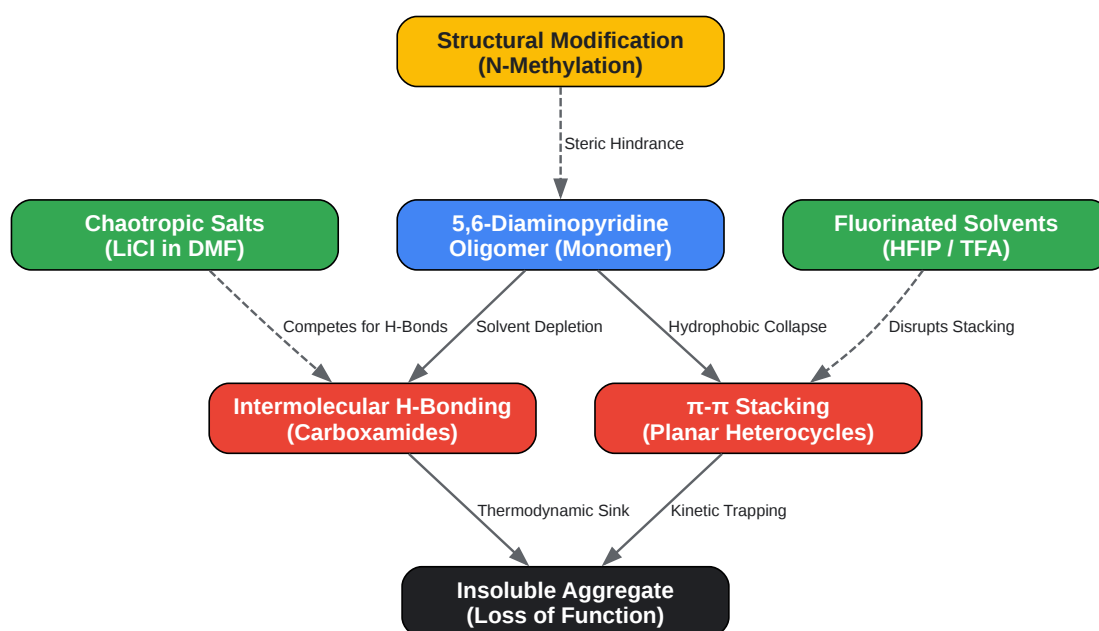 Structural Modification
(N-Methylation)
Steric Hindrance
Chaotropic Salts
(LiCl in DMF)
5,6-Diaminopyridine
Oligomer (Monomer)
Fluorinated Solvents
(HFIP / TFA)
Competes for H-Bonds
Solvent Depletion
Hydrophobic Collapse
Disrupts Stacking
Intermolecular H-Bonding
(Carboxamides)
π-π Stacking
(Planar Heterocycles)
Thermodynamic Sink
Kinetic Trapping
Insoluble Aggregate
(Loss of Function)